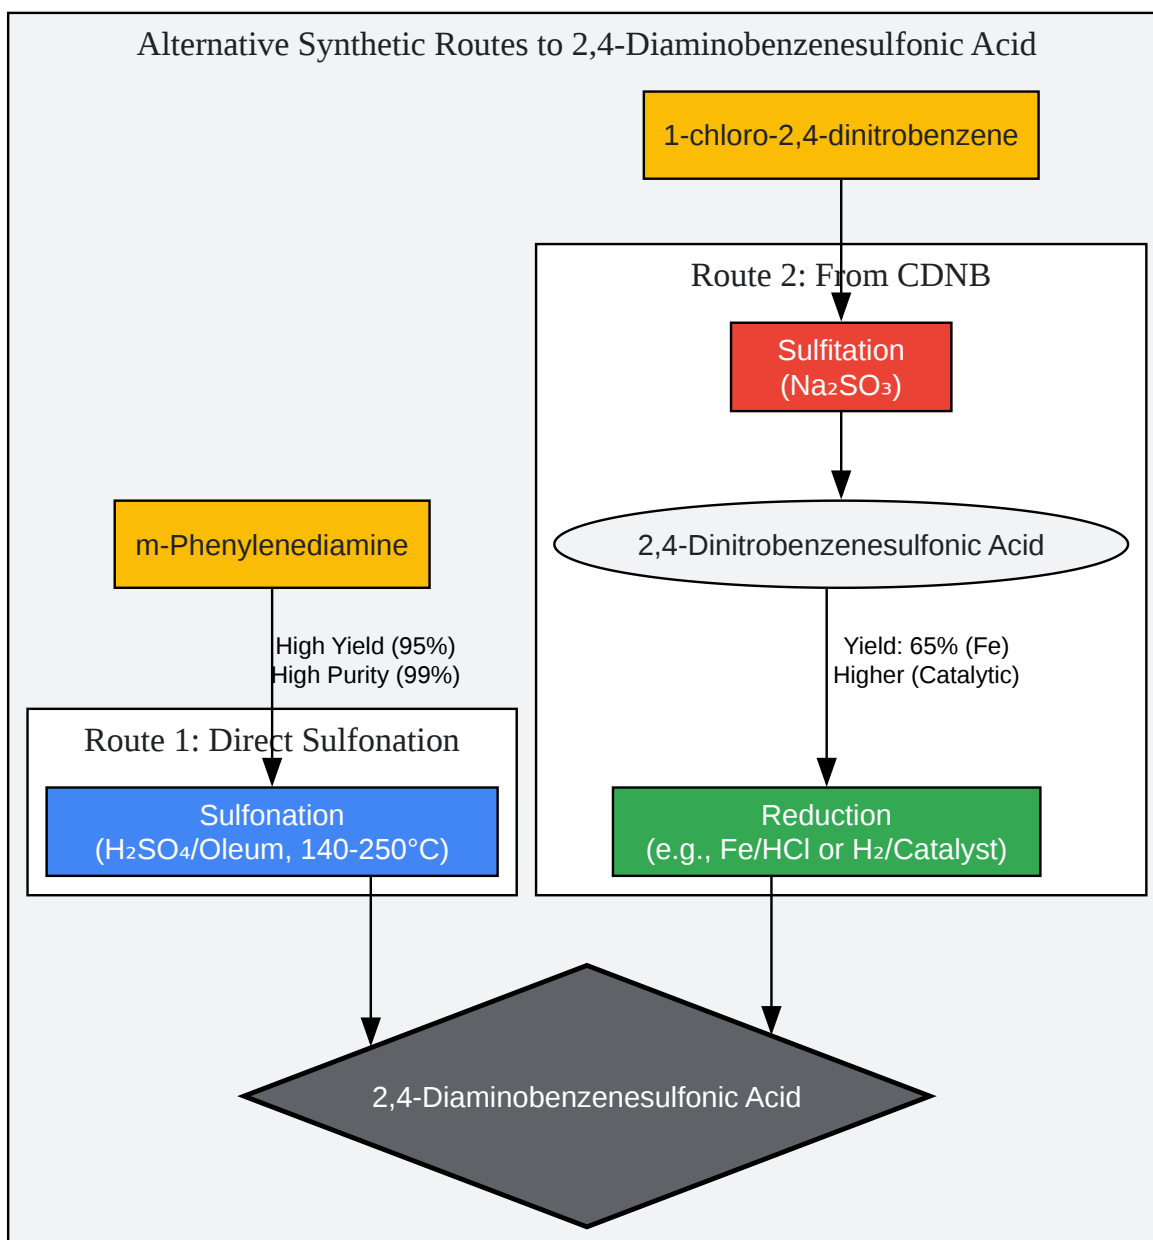 Alternative Synthetic Routes to 2,4-Diaminobenzenesulfonic Acid
1-chloro-2,4-dinitrobenzene
Route 2: From CDNB
Sulfitation
(Na₂SO₃)
m-Phenylenediamine
2,4-Dinitrobenzenesulfonic Acid
High Yield (95%)
High Purity (99%)
Yield: 65% (Fe)
Higher (Catalytic)
Route 1: Direct Sulfonation
Sulfonation
(H₂SO₄/Oleum, 140-250°C)
Reduction
(e.g., Fe/HCl or H₂/Catalyst)
2,4-Diaminobenzenesulfonic Acid